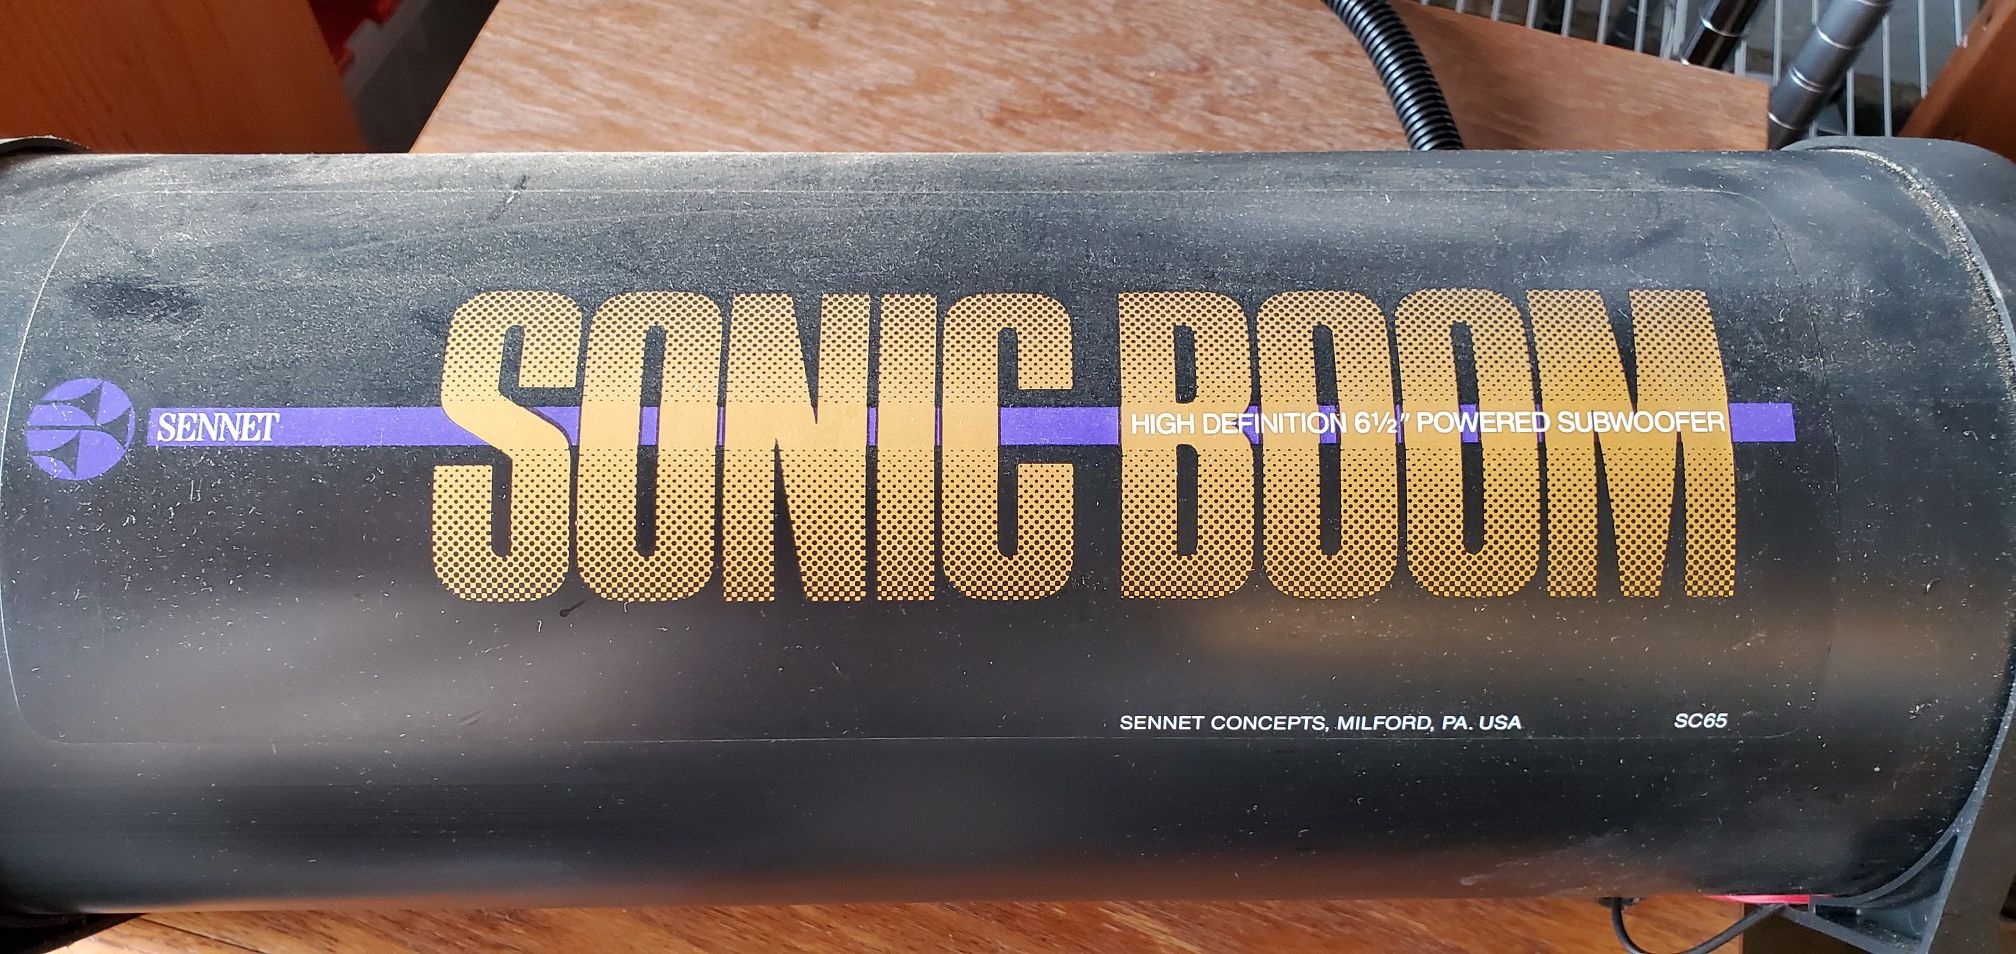 SENNET
SONIC BOOM
HIGH DEFINITION 6½" POWERED SUBWOOFER
SENNET CONCEPTS, MILFORD, PA. USA
SC65